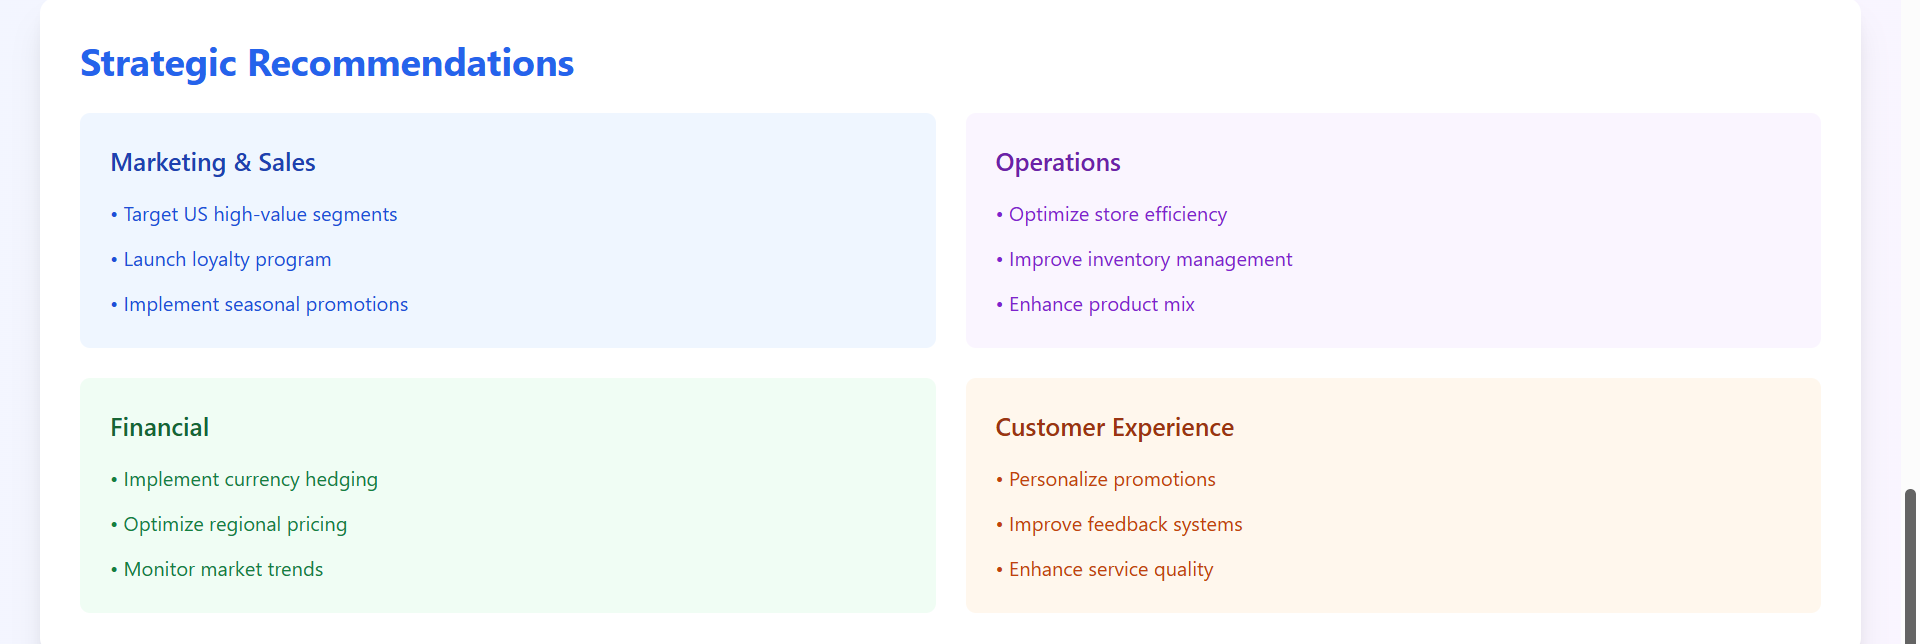 Strategic Recommendations
Marketing & Sales
• Target US high-value segments
• Launch loyalty program
• Implement seasonal promotions
Operations
• Optimize store efficiency
• Improve inventory management
• Enhance product mix
Financial
• Implement currency hedging
• Optimize regional pricing
• Monitor market trends
Customer Experience
• Personalize promotions
• Improve feedback systems
• Enhance service quality